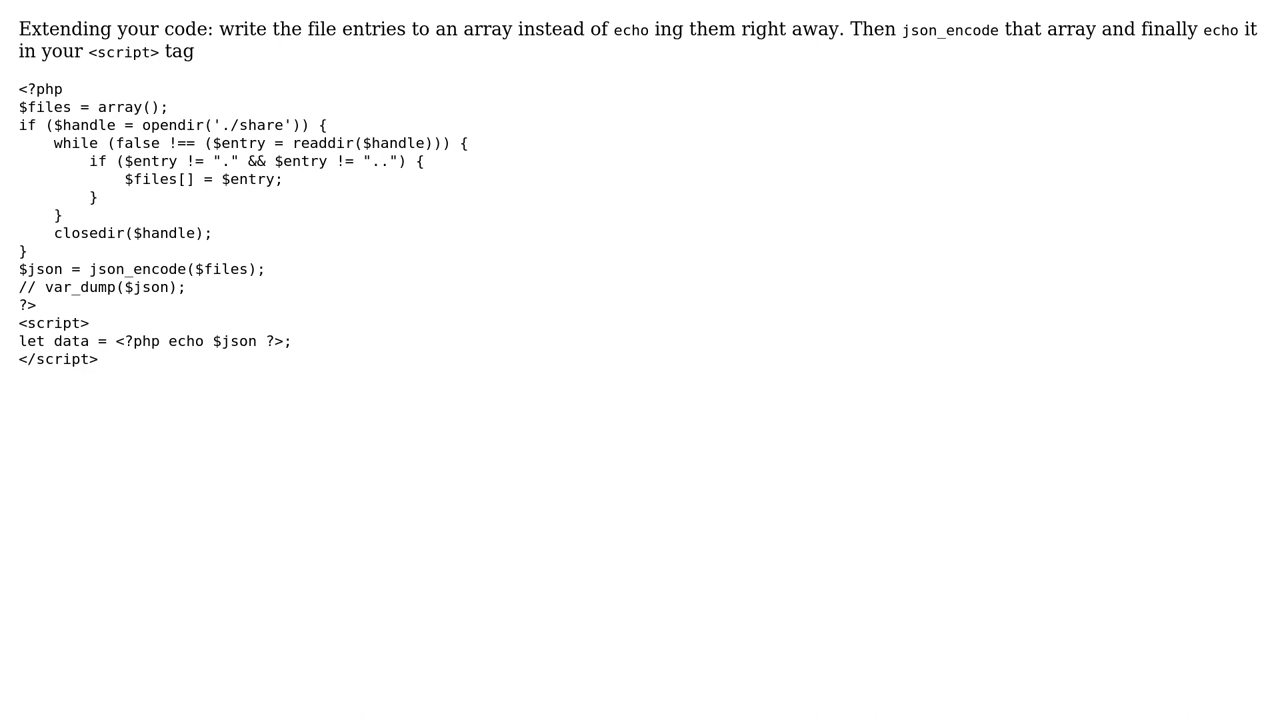 Extending your code: write the file entries to an array instead of echo ing them right away. Then json_encode that array and finally echo it
in your <script> tag
<?php
$files = array();
if ($handle = opendir('./share')) {
    while (false !== ($entry = readdir($handle))) {
        if ($entry != "." && $entry != "..") {
            $files[] = $entry;
        }
    }
    closedir($handle);
}
$json = json_encode($files);
// var_dump($json);
?>
<script>
let data = <?php echo $json ?>;
</script>